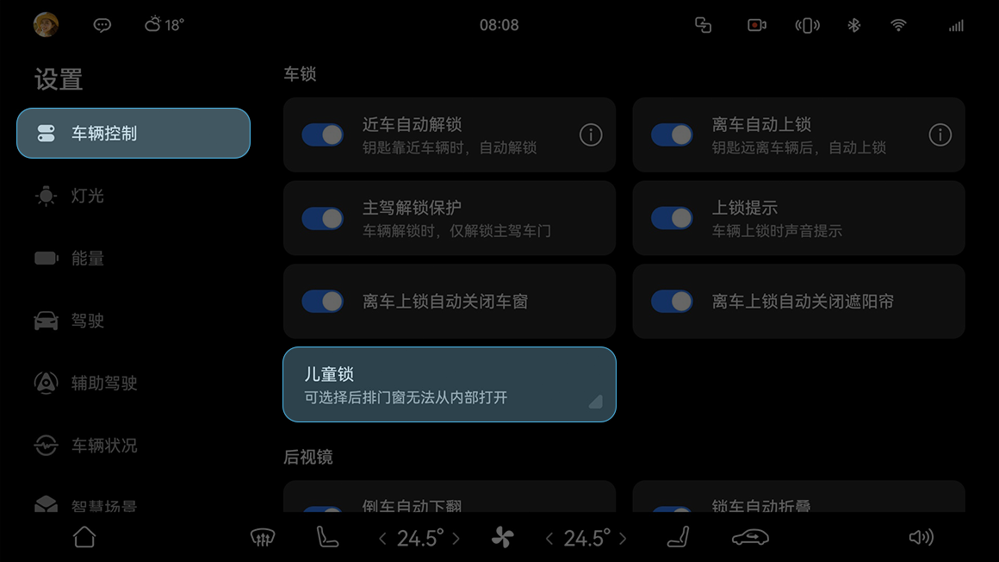 18°
08:08
设置
车辆控制
灯光
能量
驾驶
辅助驾驶
车辆状况
智慧场景
车锁
近车自动解锁
钥匙靠近车辆时，自动解锁
离车自动上锁
钥匙远离车辆后，自动上锁
主驾解锁保护
车辆解锁时，仅解锁主驾车门
上锁提示
车辆上锁时声音提示
离车上锁自动关闭车窗
离车上锁自动关闭遮阳帘
儿童锁
可选择后排门窗无法从内部打开
后视镜
倒车自动下翻
锁车自动折叠
24.5°
24.5°